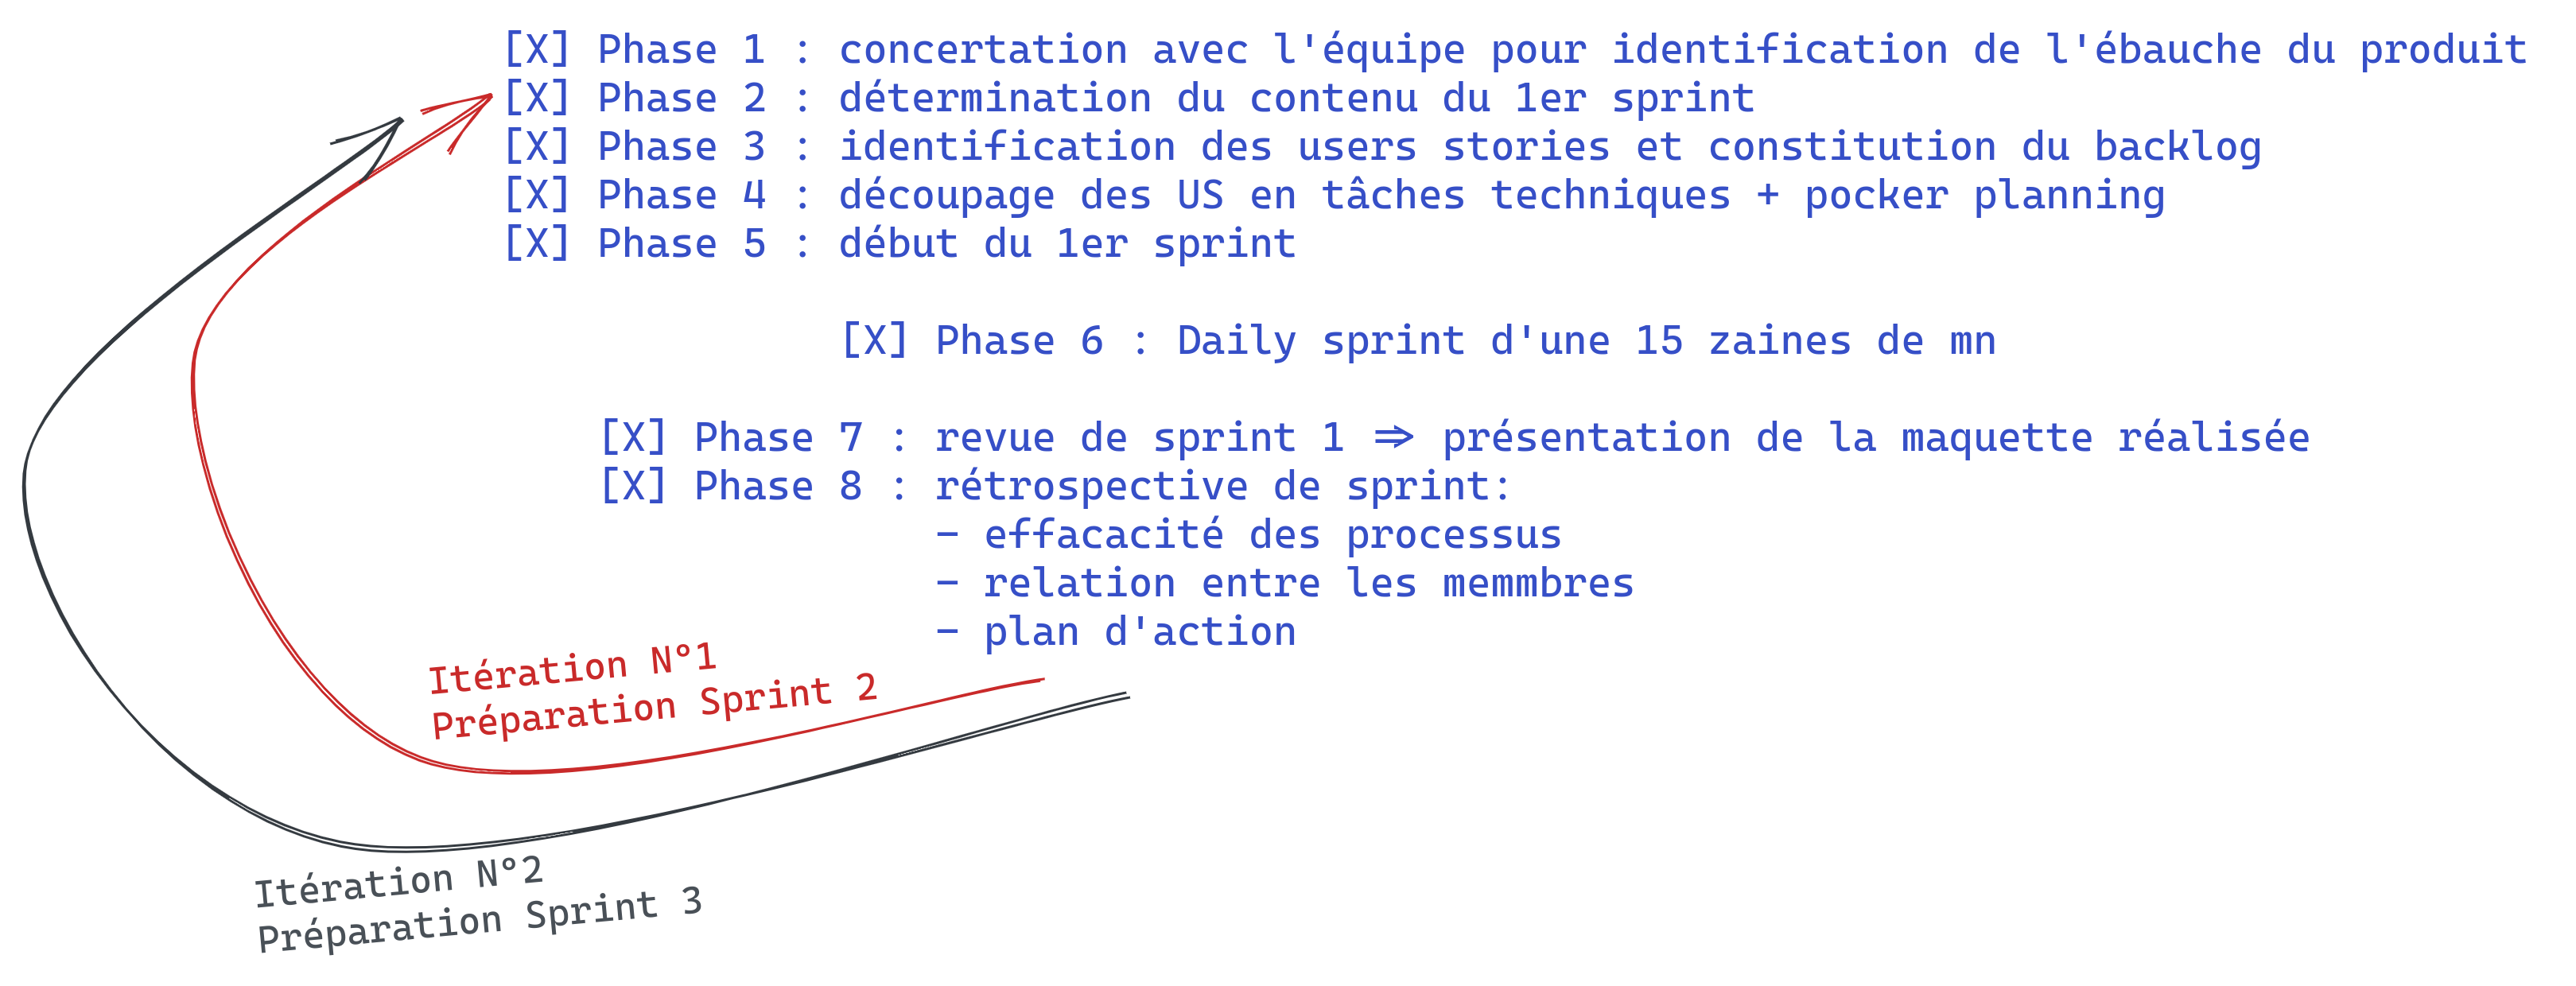 [X] Phase 1 : concertation avec l'équipe pour identification de l'ébauche du produit
[X] Phase 2 : détermination du contenu du 1er sprint
[X] Phase 3 : identification des users stories et constitution du backlog
[X] Phase 4 : découpage des US en tâches techniques + pocker planning
[X] Phase 5 : début du 1er sprint
[X] Phase 6 : Daily sprint d'une 15 zaines de mn
[X] Phase 7 : revue de sprint 1 => présentation de la maquette réalisée
[X] Phase 8 : rétrospective de sprint:
- effacacité des processus
- relation entre les memmbres
- plan d'action
Itération N°1
Préparation Sprint 2
Itération N°2
Préparation Sprint 3